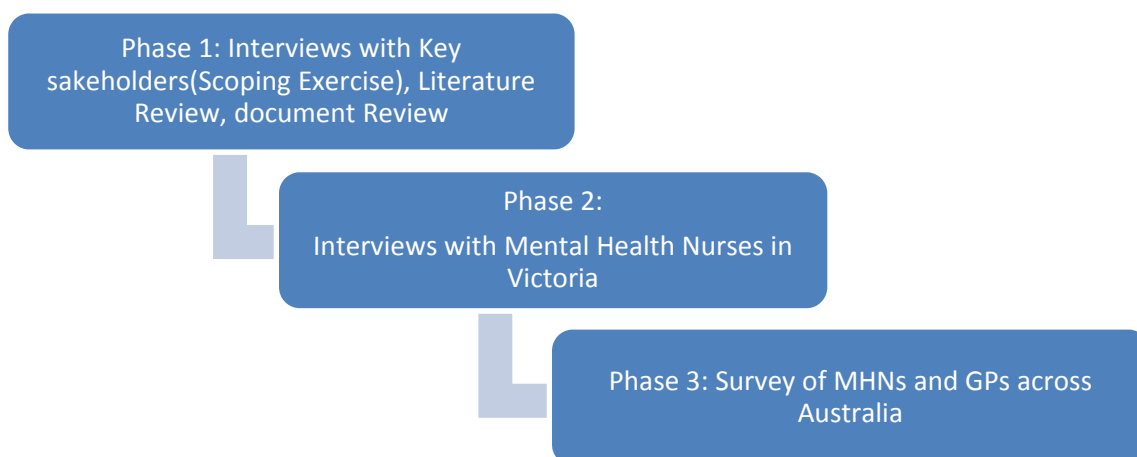 Phase 1: Interviews with Key
sakeholders(Scoping Exercise), Literature
Review, document Review
Phase 2:
Interviews with Mental Health Nurses in
Victoria
Phase 3: Survey of MHNs and GPs across
Australia